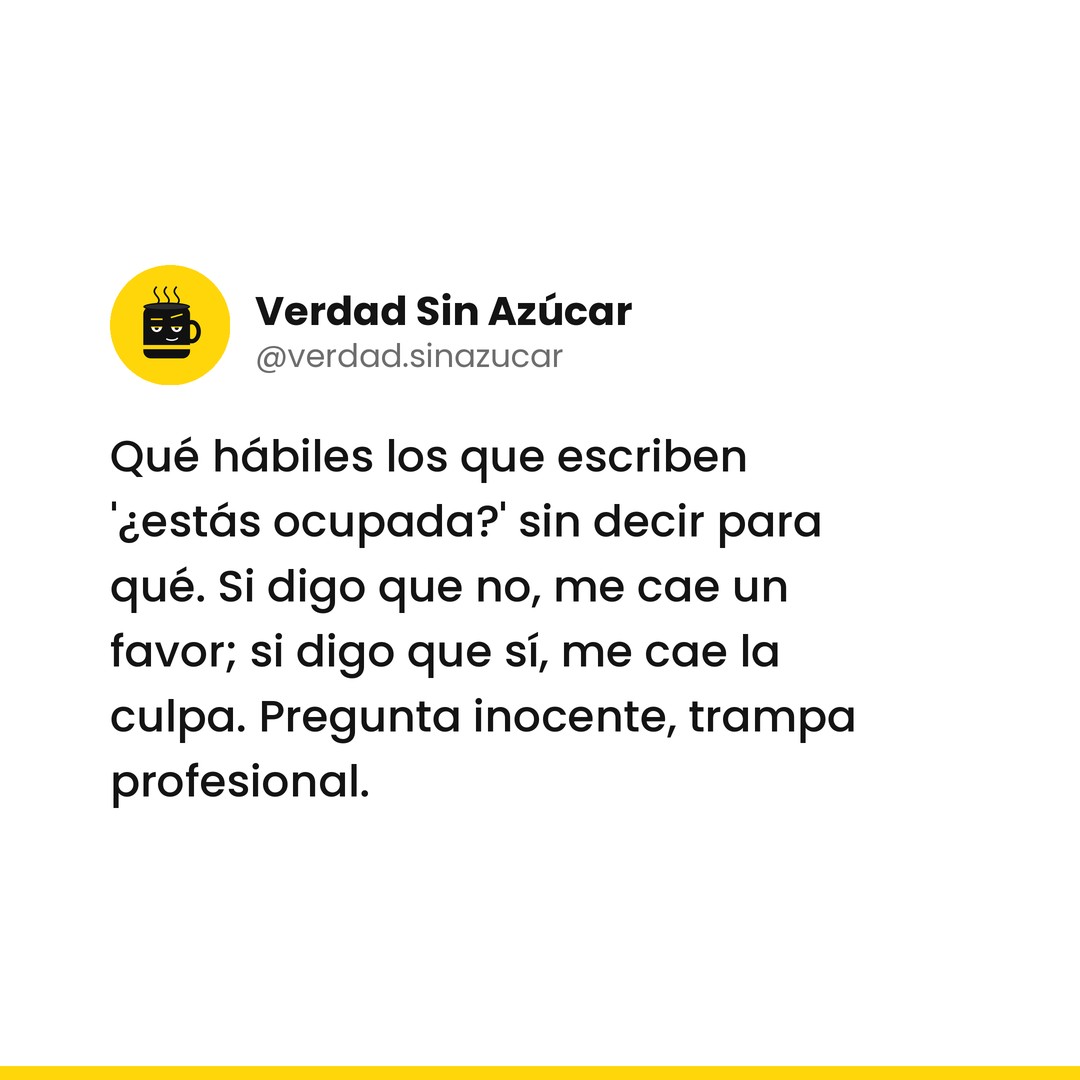 Verdad Sin Azúcar
@verdad.sinazucar
Qué hábiles los que escriben
'¿estás ocupada?' sin decir para
qué. Si digo que no, me cae un
favor; si digo que sí, me cae la
culpa. Pregunta inocente, trampa
profesional.